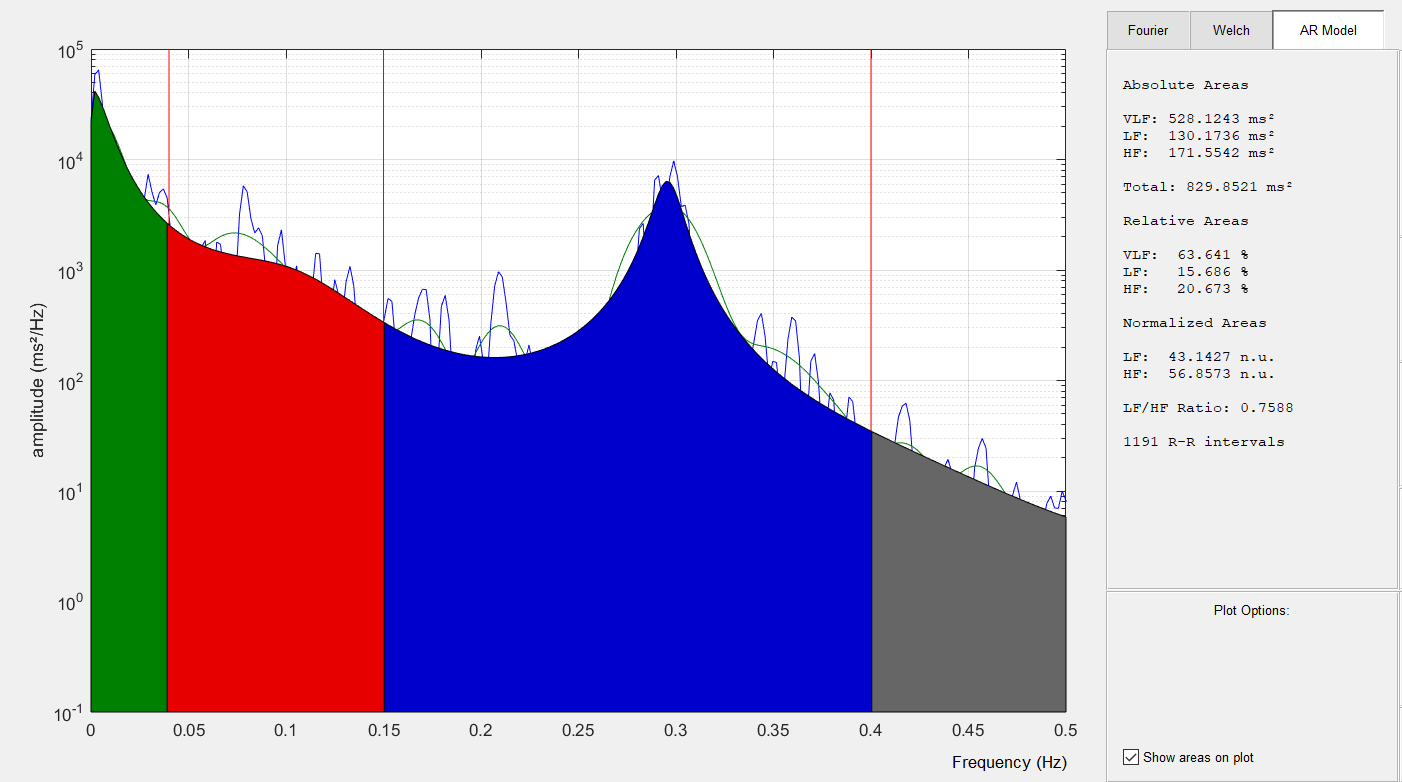 Fourier
Welch
AR Model
10^5
10^4
10^3
10^2
10^1
10^0
10^-1
amplitude (ms²/Hz)
0
0.05
0.1
0.15
0.2
0.25
0.3
0.35
0.4
0.45
0.5
Frequency (Hz)
Absolute Areas
VLF: 528.1243 ms²
LF: 130.1736 ms²
HF: 171.5542 ms²
Total: 829.8521 ms²
Relative Areas
VLF: 63.641 %
LF: 15.686 %
HF: 20.673 %
Normalized Areas
LF: 43.1427 n.u.
HF: 56.8573 n.u.
LF/HF Ratio: 0.7588
1191 R-R intervals
Plot Options:
Show areas on plot